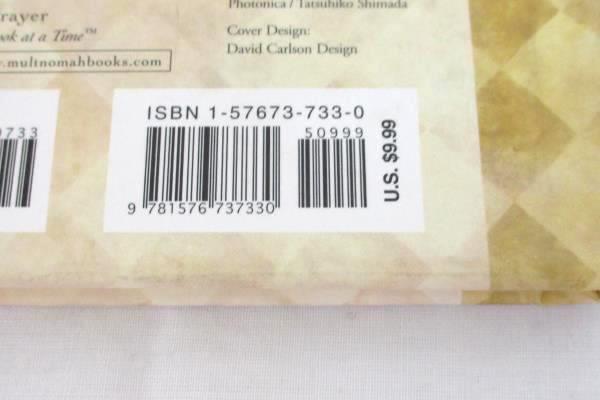 rayer
ok at a Time™
.multnomahbooks.com
Photonica / Tatsuhiko Shimada
Cover Design:
David Carlson Design
9733
ISBN 1-57673-733-0
50999
9 781576 737330
U.S. $9.99